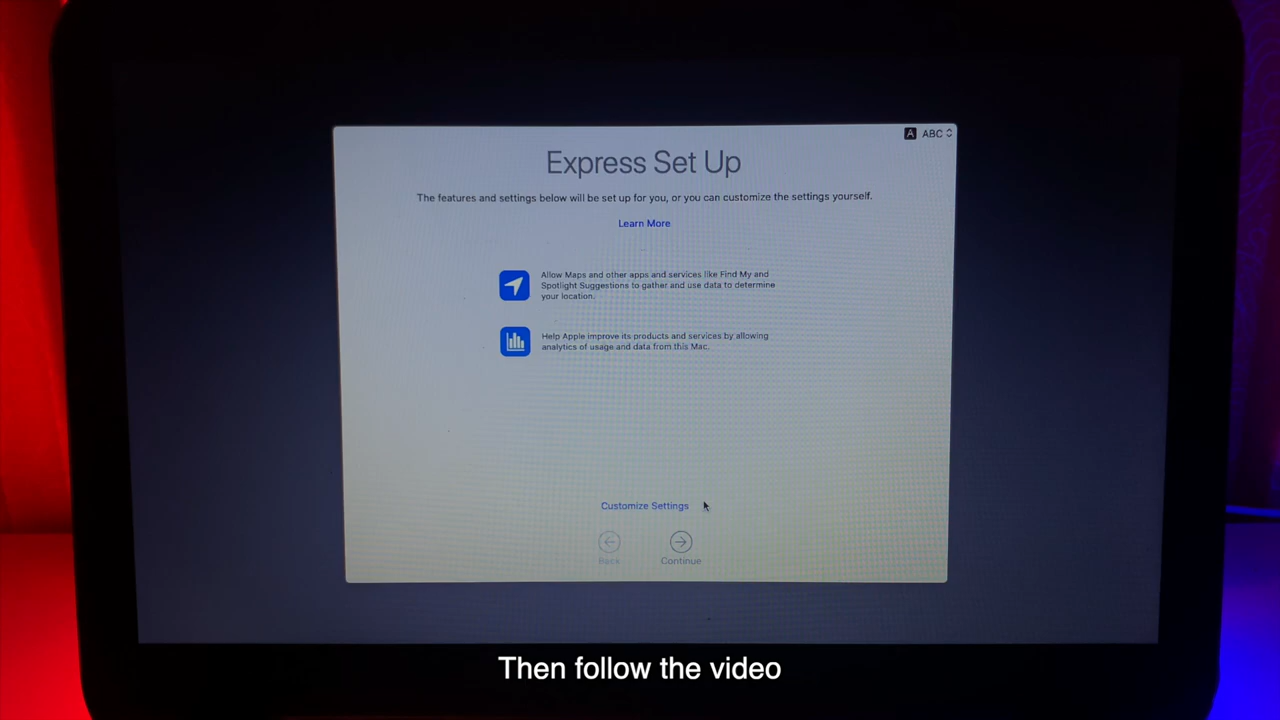 A ABC
Express Set Up
The features and settings below will be set up for you, or you can customize the settings yourself.
Learn More
Allow Maps and other apps and services like Find My and
Spotlight Suggestions to gather and use data to determine
your location.
Help Apple improve its products and services by allowing
analytics of usage and data from this Mac.
Customize Settings
Back
Continue
Then follow the video